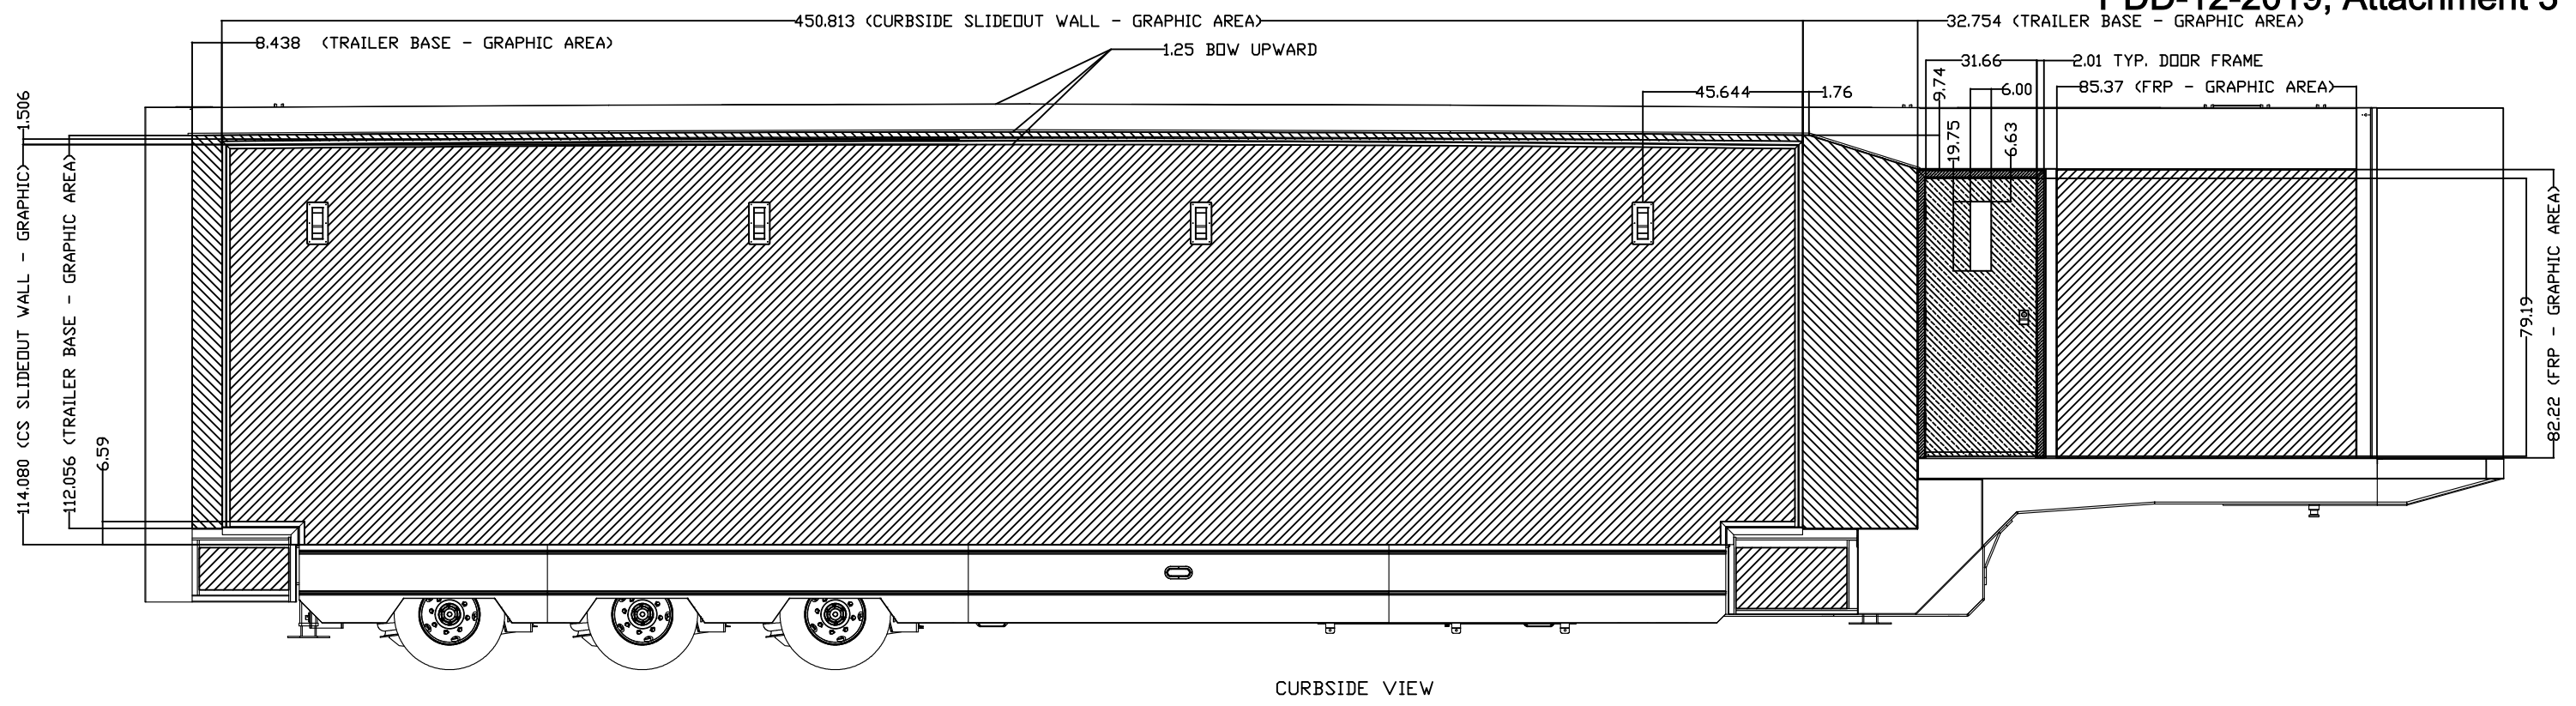 PDD-12-2019, Attachment 3
450.813 (CURBSIDE SLIDEOUT WALL - GRAPHIC AREA)
32.754 (TRAILER BASE - GRAPHIC AREA)
8.438 (TRAILER BASE - GRAPHIC AREA)
1.25 BOW UPWARD
31.66
2.01 TYP. DOOR FRAME
9.74
6.00
85.37 (FRP - GRAPHIC AREA)
45.644
1.76
1.506
19.75
6.63
114.080 (CS SLIDEOUT WALL - GRAPHIC)
112.056 (TRAILER BASE - GRAPHIC AREA)
6.59
79.19
82.22 (FRP - GRAPHIC AREA)
CURBSIDE VIEW